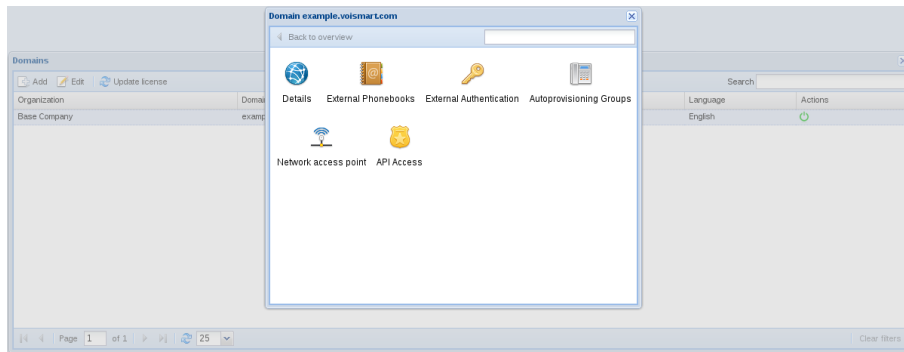 Domain example.voismart.com
Back to overview
Domains
Add Edit Update license Search
Organization Domai Language Actions
Base Company examp English
Details External Phonebooks External Authentication Autoprovisioning Groups
Network access point API Access
Page 1 of 1 25 Clear filters